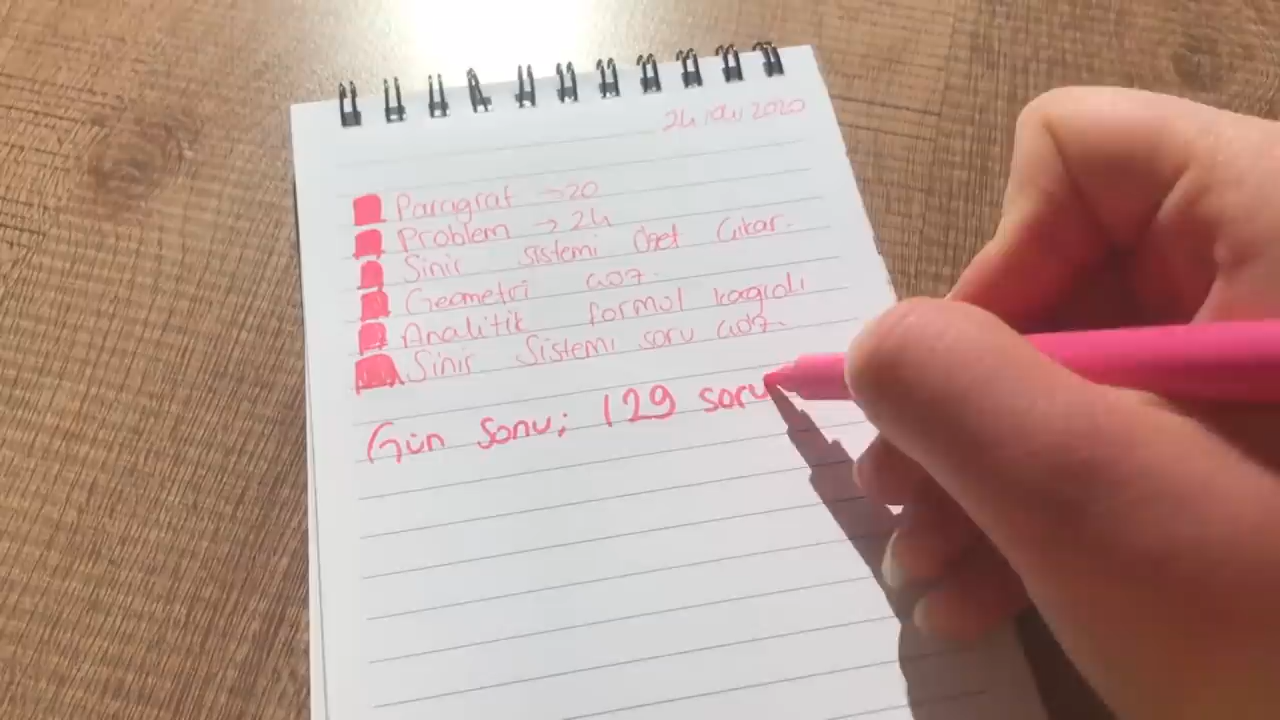 24 2020
Paragraf → 20
Problem → 24
Sinir sistemi özet çıkar.
Geometri çöz.
Analitik formül kağıdı
Sinir Sistemi soru çöz.
Gün sonu; 129 soru